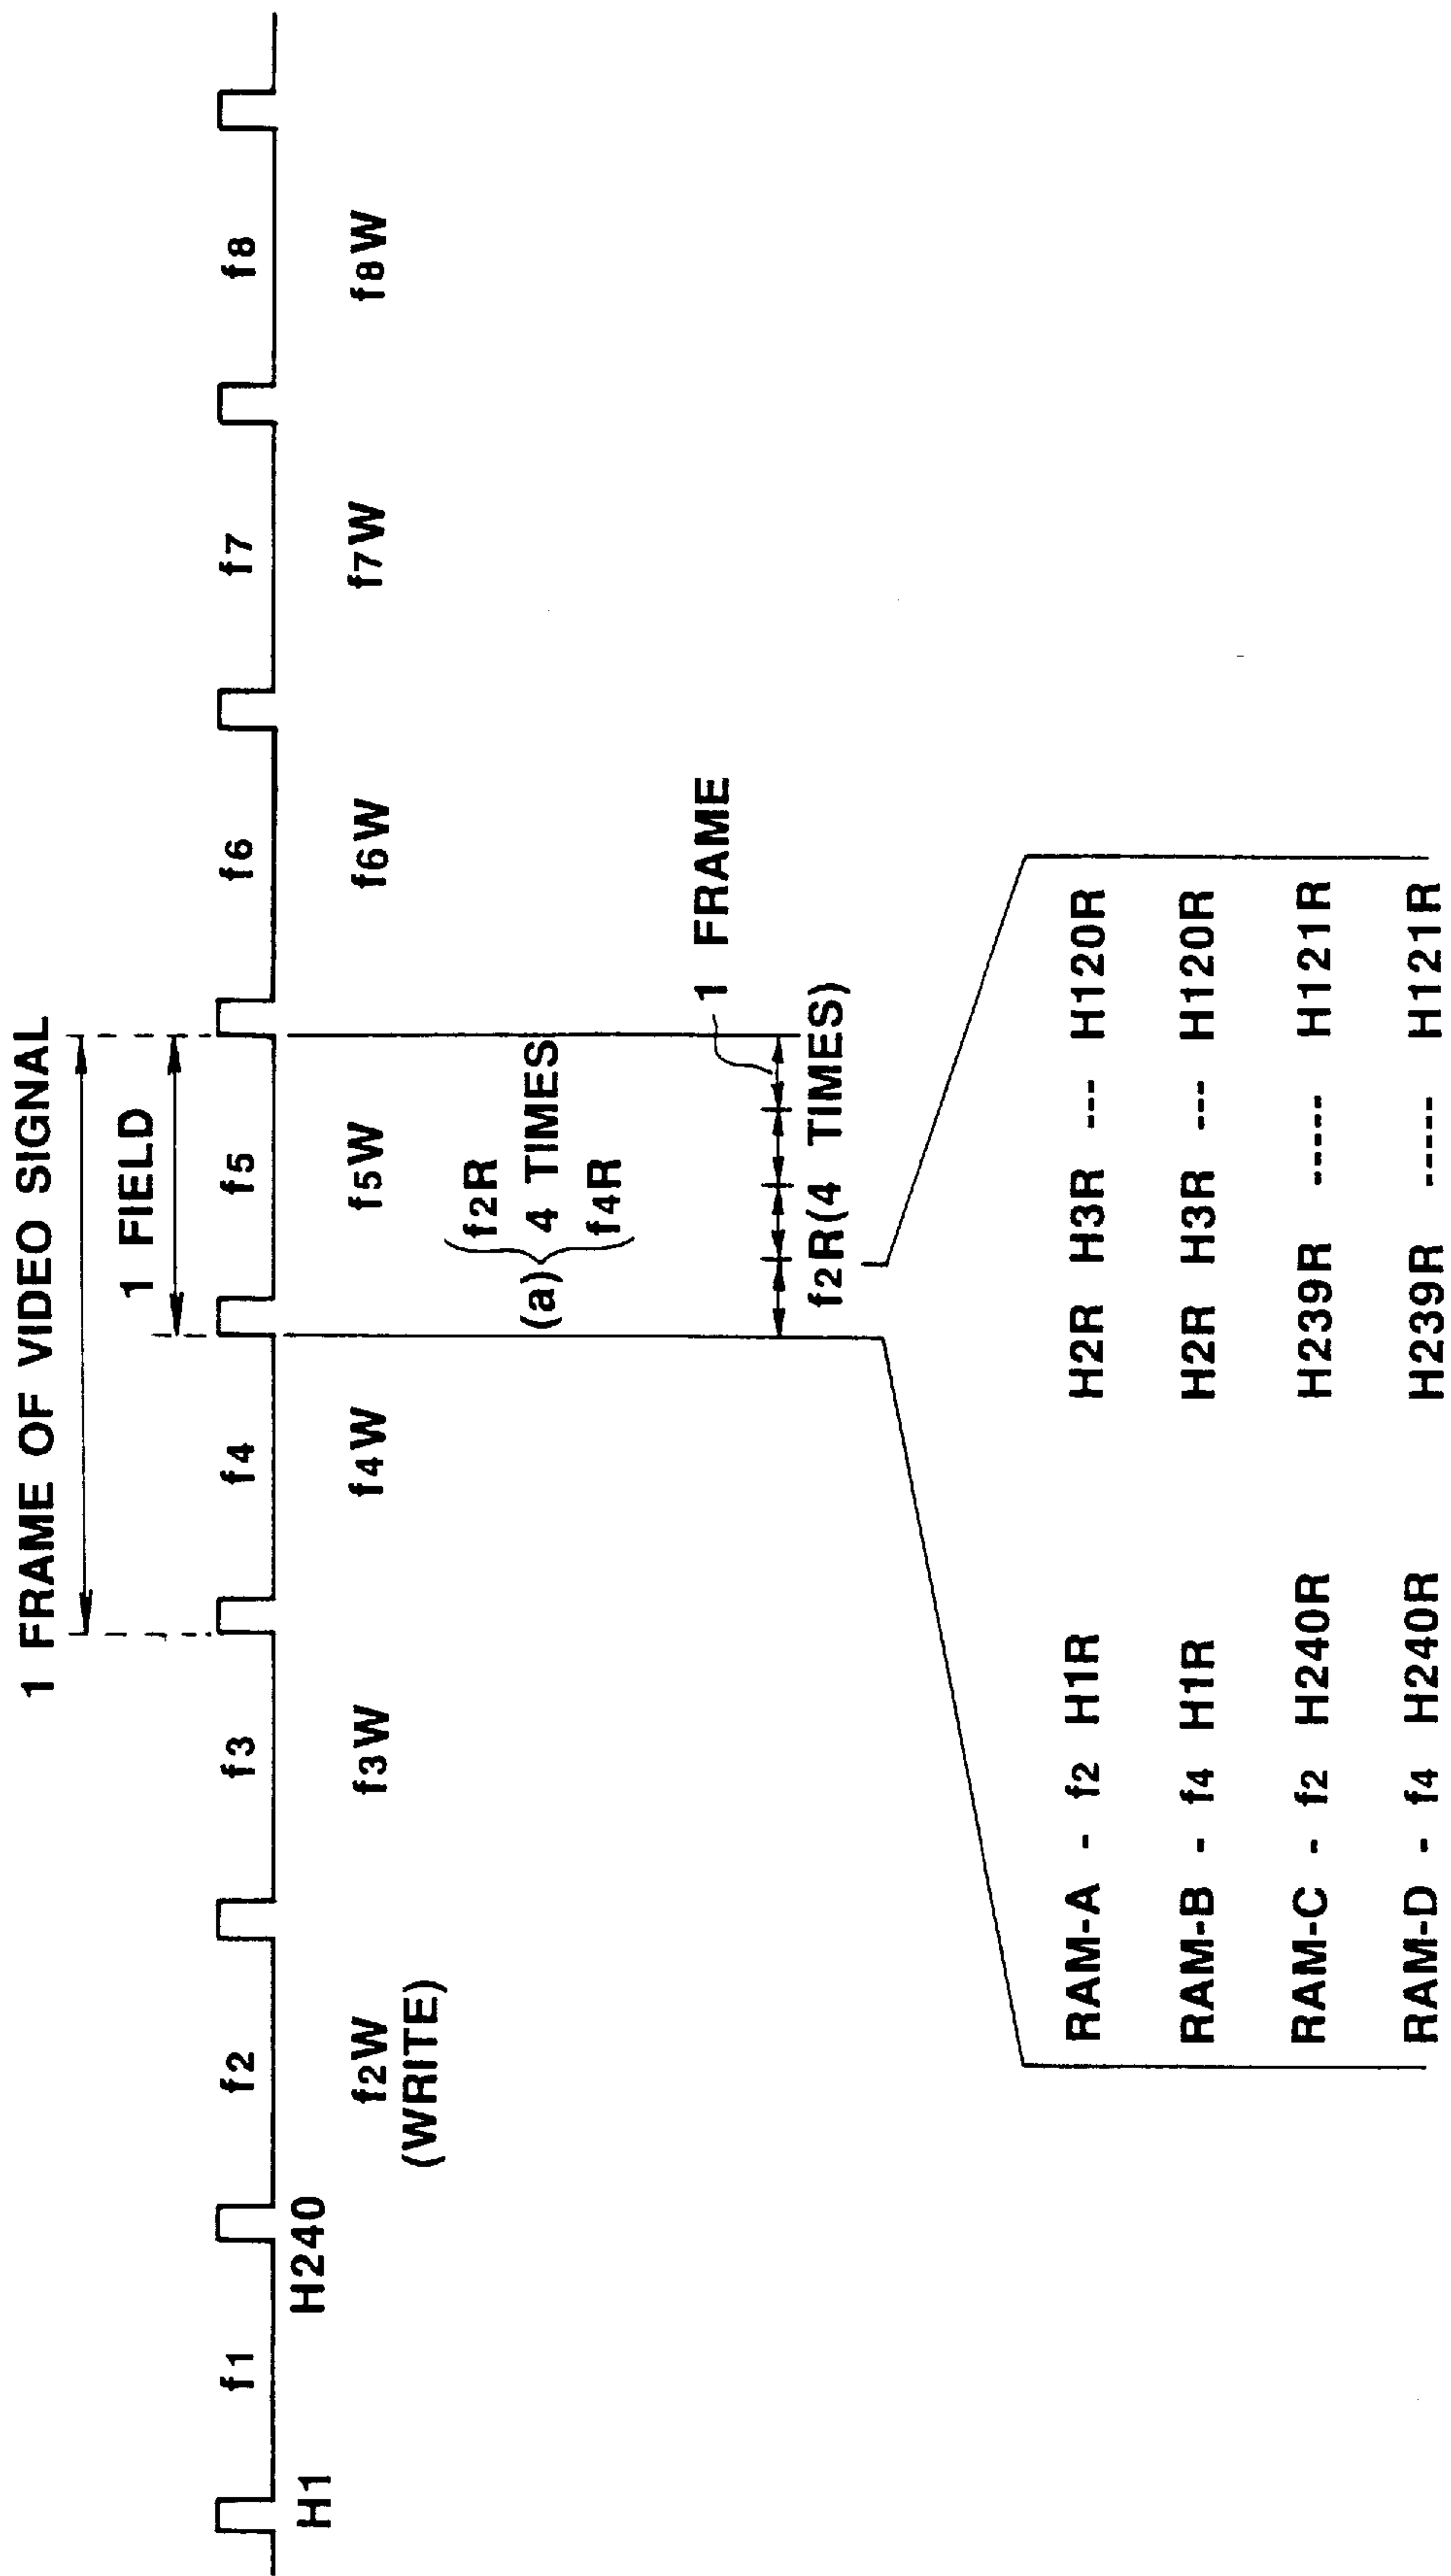 1 FRAME OF VIDEO SIGNAL
1 FIELD
f1 f2 f3 f4 f5 f6 f7 f8
H1 H240
f2W f3W f4W f5W f6W f7W f8W
(WRITE)
f2R
(a) 4 TIMES
f4R
1 FRAME
f2R(4 TIMES)
RAM-A - f2 H1R H2R H3R --- H120R
RAM-B - f4 H1R H2R H3R --- H120R
RAM-C - f2 H240R H239R ----- H121R
RAM-D - f4 H240R H239R ----- H121R